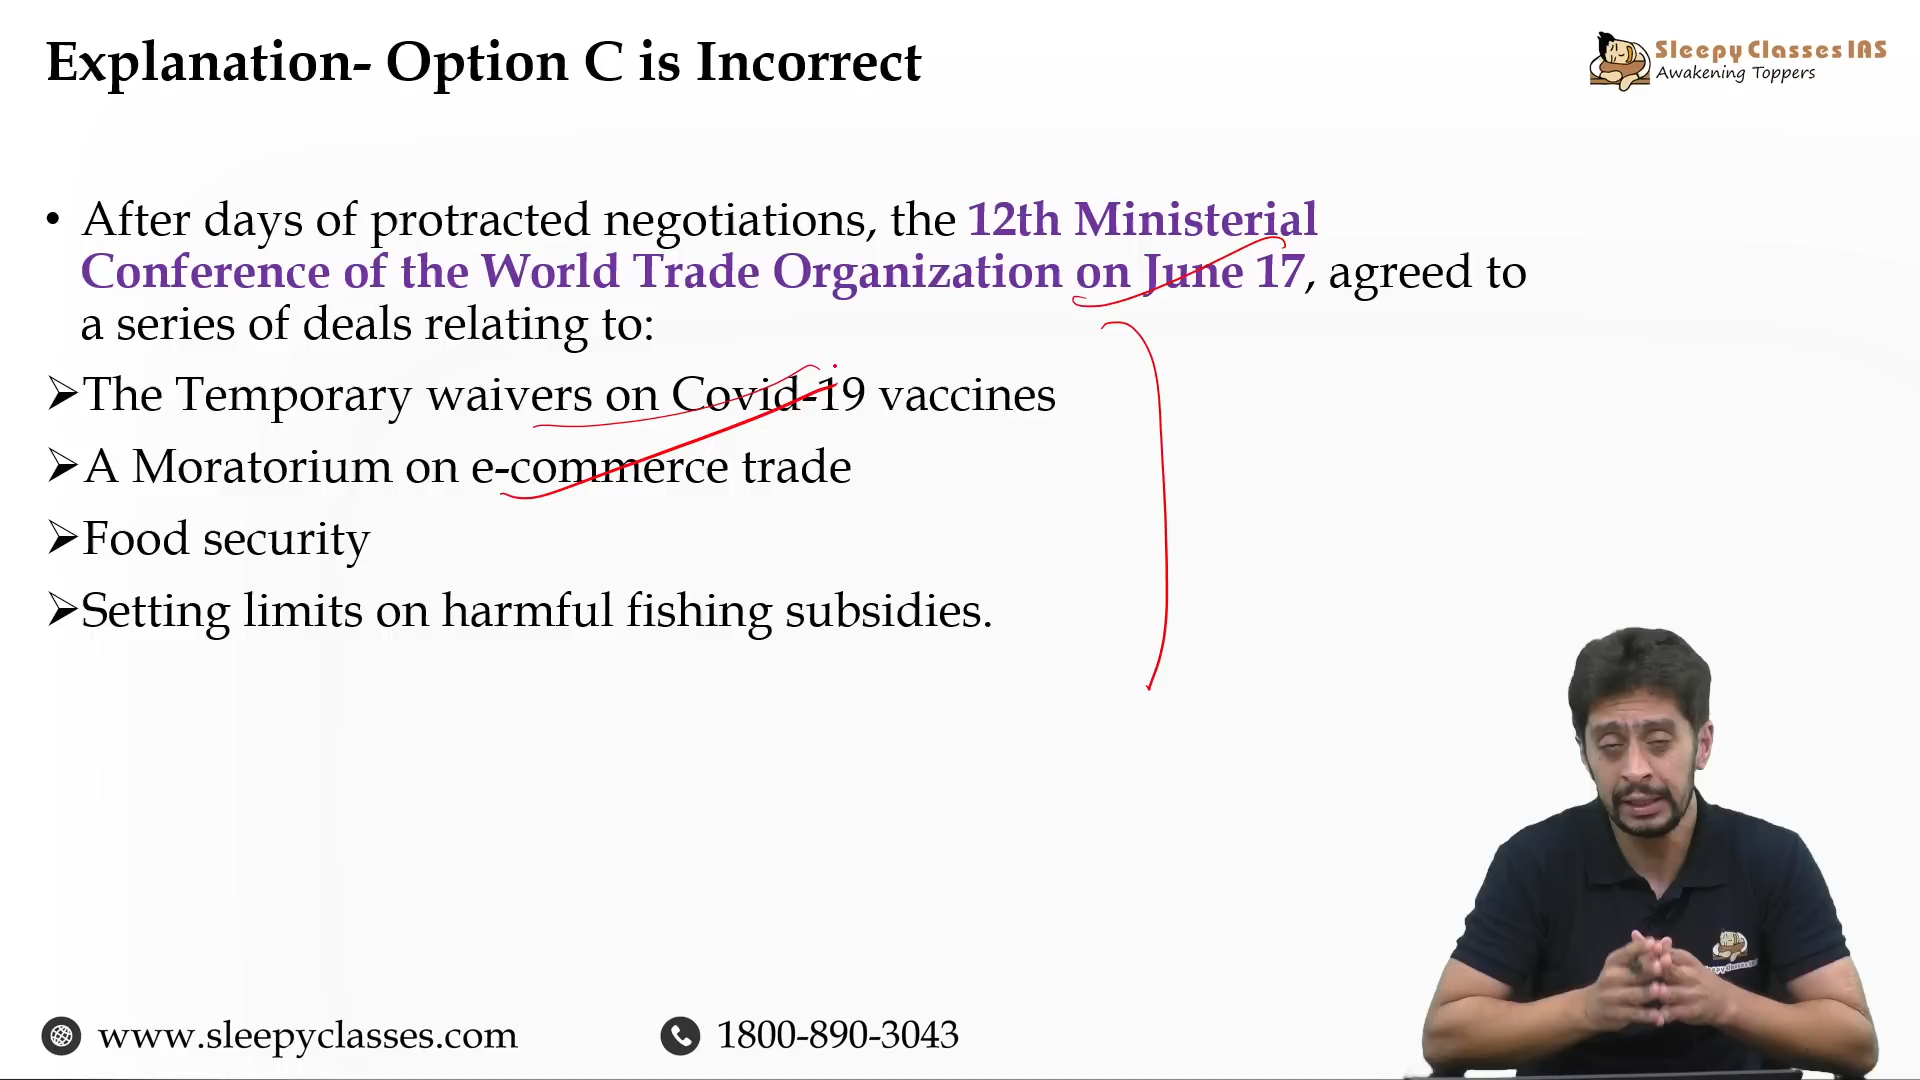 Explanation- Option C is Incorrect
Sleepy Classes IAS
Awakening Toppers
• After days of protracted negotiations, the 12th Ministerial
Conference of the World Trade Organization on June 17, agreed to
a series of deals relating to:
➢The Temporary waivers on Covid-19 vaccines
➢A Moratorium on e-commerce trade
➢Food security
➢Setting limits on harmful fishing subsidies.
www.sleepyclasses.com
1800-890-3043